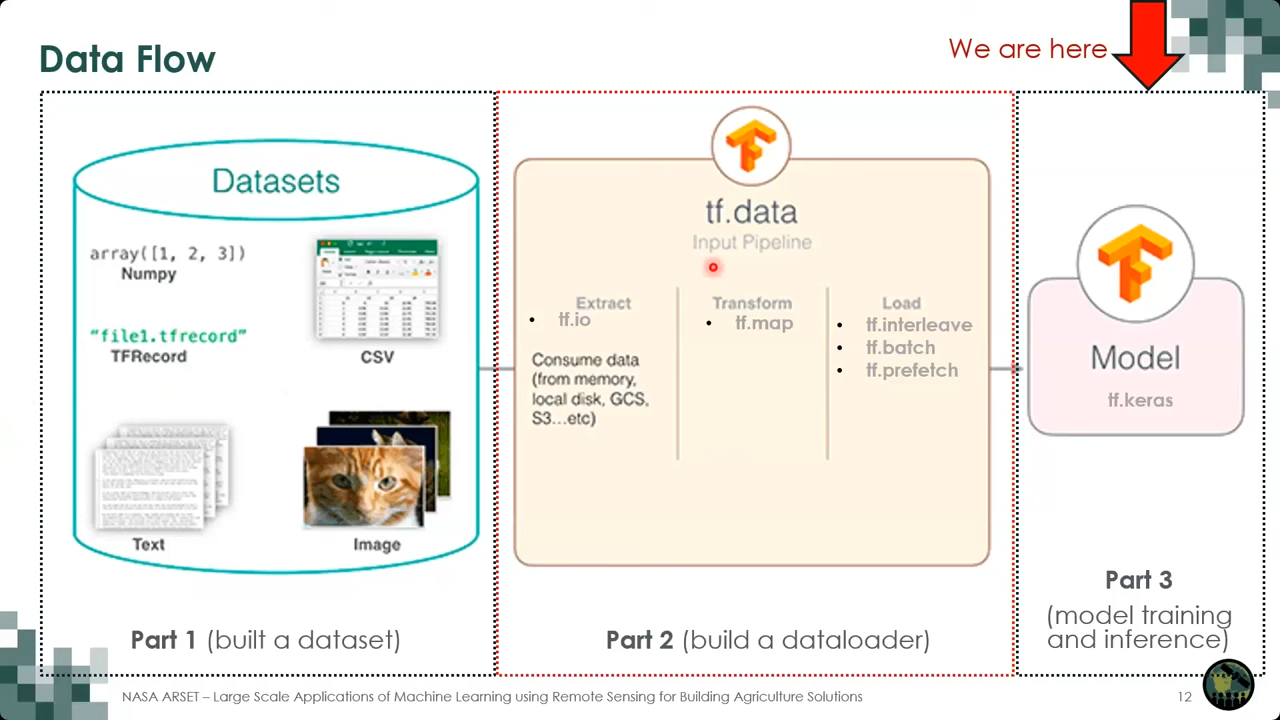 Data Flow
We are here
Datasets
array([1, 2, 3])
Numpy
"file1.tfrecord"
TFRecord
CSV
Text
Image
Part 1 (built a dataset)
tf.data
Input Pipeline
Extract
• tf.io
Consume data
(from memory,
local disk, GCS,
S3...etc)
Transform
• tf.map
Load
• tf.interleave
• tf.batch
• tf.prefetch
Part 2 (build a dataloader)
Model
tf.keras
Part 3
(model training
and inference)
NASA ARSET – Large Scale Applications of Machine Learning using Remote Sensing for Building Agriculture Solutions
12